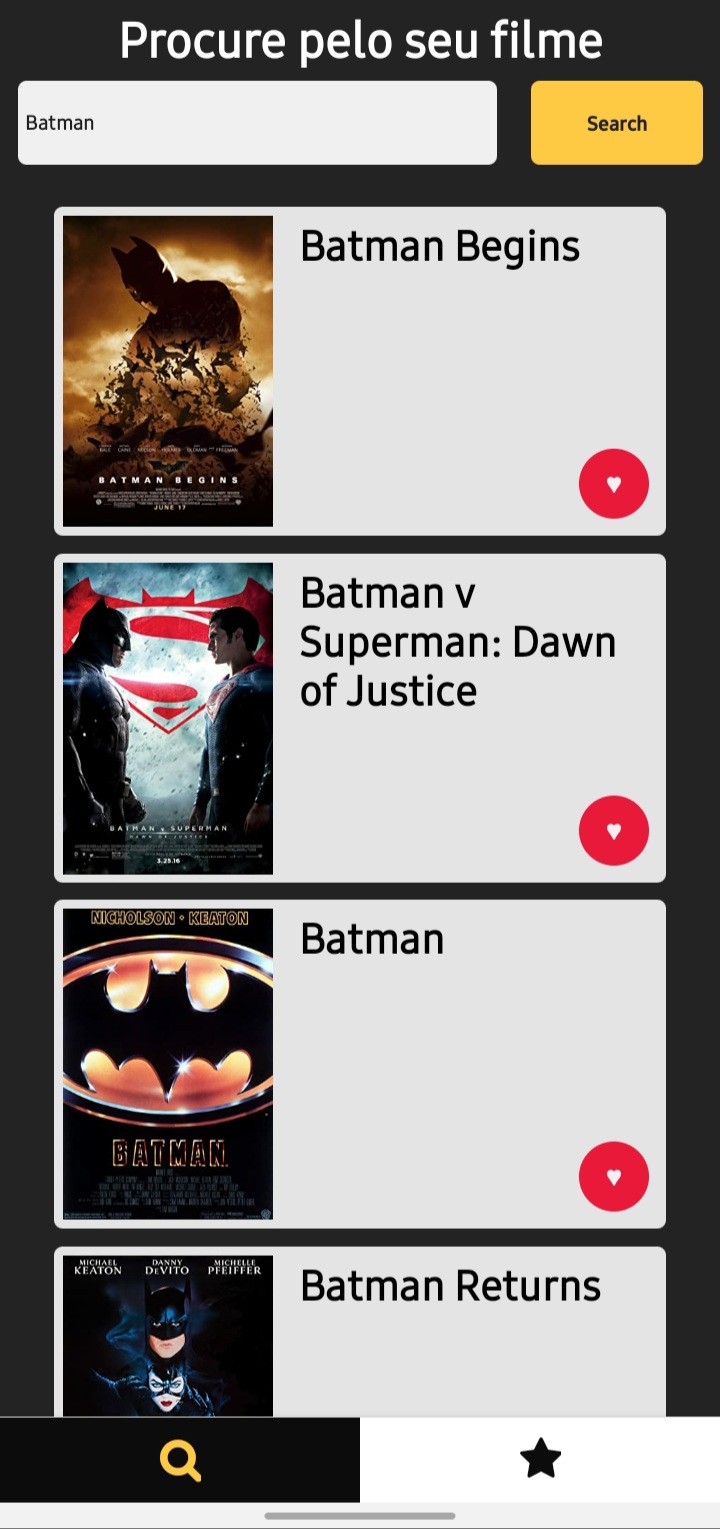 Procure pelo seu filme
Batman
Search
Batman Begins
BALE CAINE NEESON HOLMES OLDMAN AND FREEMAN
BATMAN BEGINS
JUNE 17
Batman v
Superman: Dawn
of Justice
BATMAN v SUPERMAN
DAWN OF JUSTICE
3.25.16
NICHOLSON • KEATON
Batman
BATMAN
MICHAEL DANNY MICHELLE
KEATON DEVITO PFEIFFER
Batman Returns